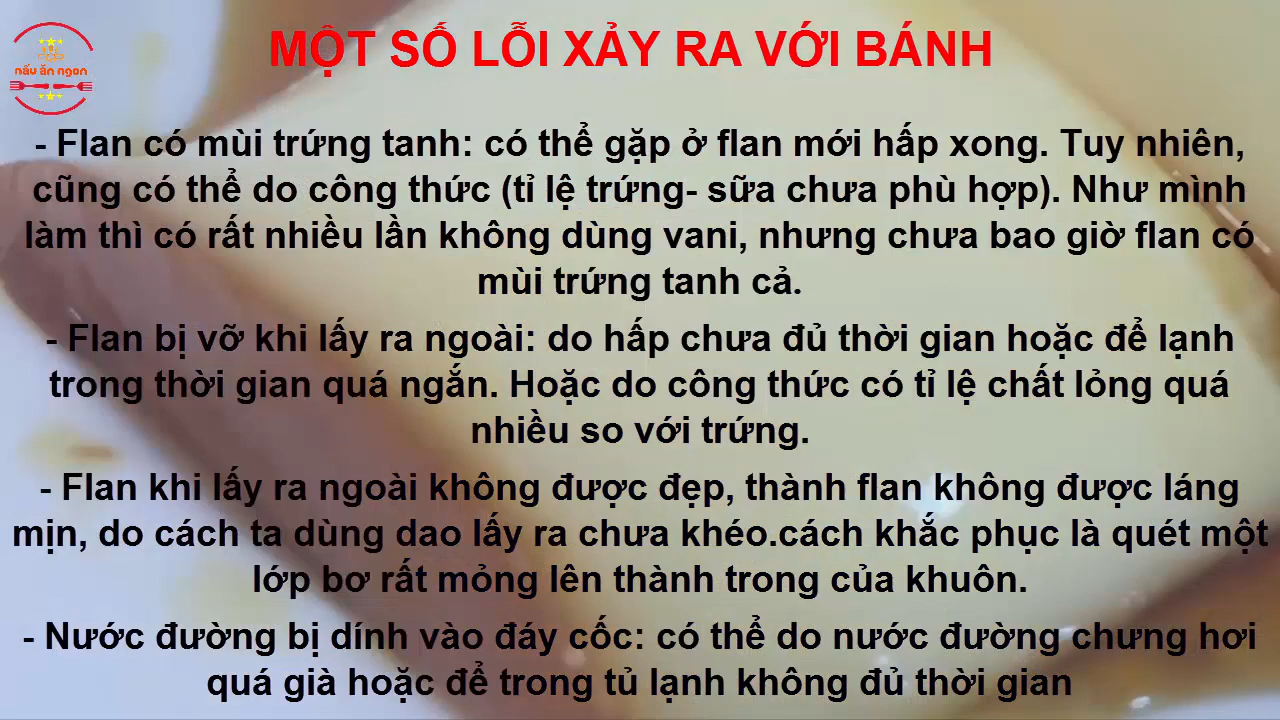 MỘT SỐ LỖI XẢY RA VỚI BÁNH
nấu ăn ngon
- Flan có mùi trứng tanh: có thể gặp ở flan mới hấp xong. Tuy nhiên,
cũng có thể do công thức (tỉ lệ trứng- sữa chưa phù hợp). Như mình
làm thì có rất nhiều lần không dùng vani, nhưng chưa bao giờ flan có
mùi trứng tanh cả.
- Flan bị vỡ khi lấy ra ngoài: do hấp chưa đủ thời gian hoặc để lạnh
trong thời gian quá ngắn. Hoặc do công thức có tỉ lệ chất lỏng quá
nhiều so với trứng.
- Flan khi lấy ra ngoài không được đẹp, thành flan không được láng
mịn, do cách ta dùng dao lấy ra chưa khéo.cách khắc phục là quét một
lớp bơ rất mỏng lên thành trong của khuôn.
- Nước đường bị dính vào đáy cốc: có thể do nước đường chưng hơi
quá già hoặc để trong tủ lạnh không đủ thời gian